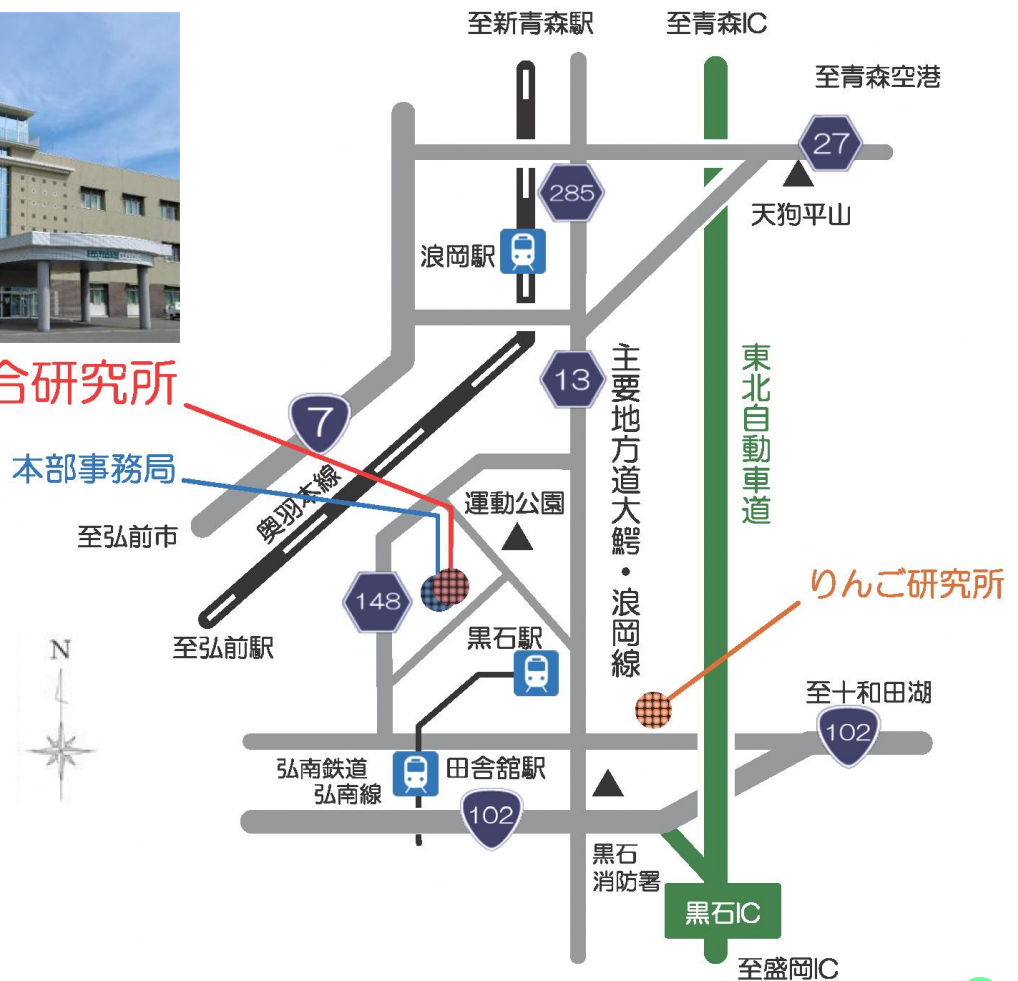 至新青森駅
至青森IC
至青森空港
27
285
天狗平山
浪岡駅
主要地方道大鰐・浪岡線
東北自動車道
13
合研究所
7
本部事務局
奥羽本線
運動公園
至弘前市
りんご研究所
148
黒石駅
至弘前駅
N
至十和田湖
102
弘南鉄道
弘南線
田舎舘駅
102
黒石
消防署
黒石IC
至盛岡IC